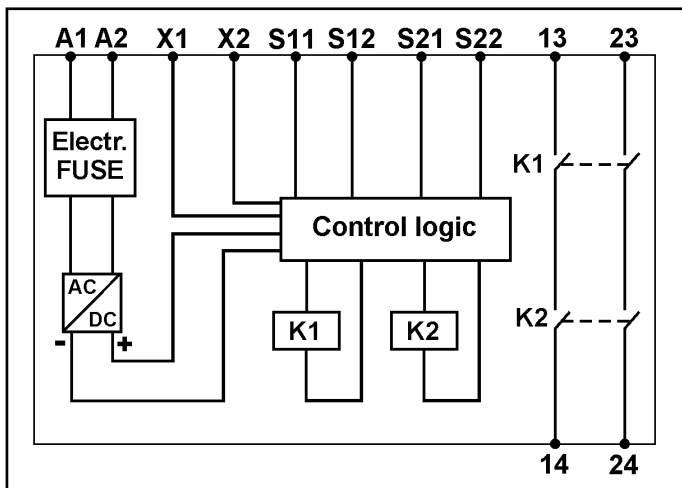 A1 A2 X1 X2 S11 S12 S21 S22 13 23
Electr.
FUSE
K1
Control logic
AC
DC
- +
K1 K2
K2
14 24